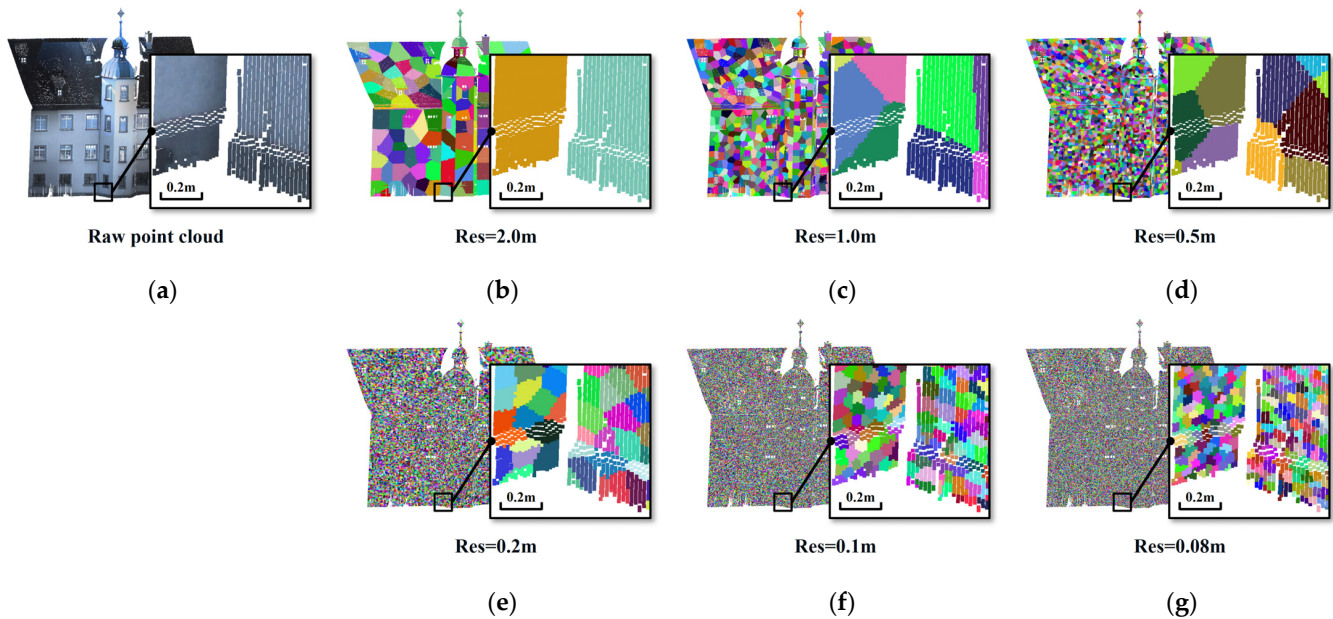 0.2m
0.2m
0.2m
0.2m
Raw point cloud
Res=2.0m
Res=1.0m
Res=0.5m
(a)
(b)
(c)
(d)
0.2m
0.2m
0.2m
Res=0.2m
Res=0.1m
Res=0.08m
(e)
(f)
(g)